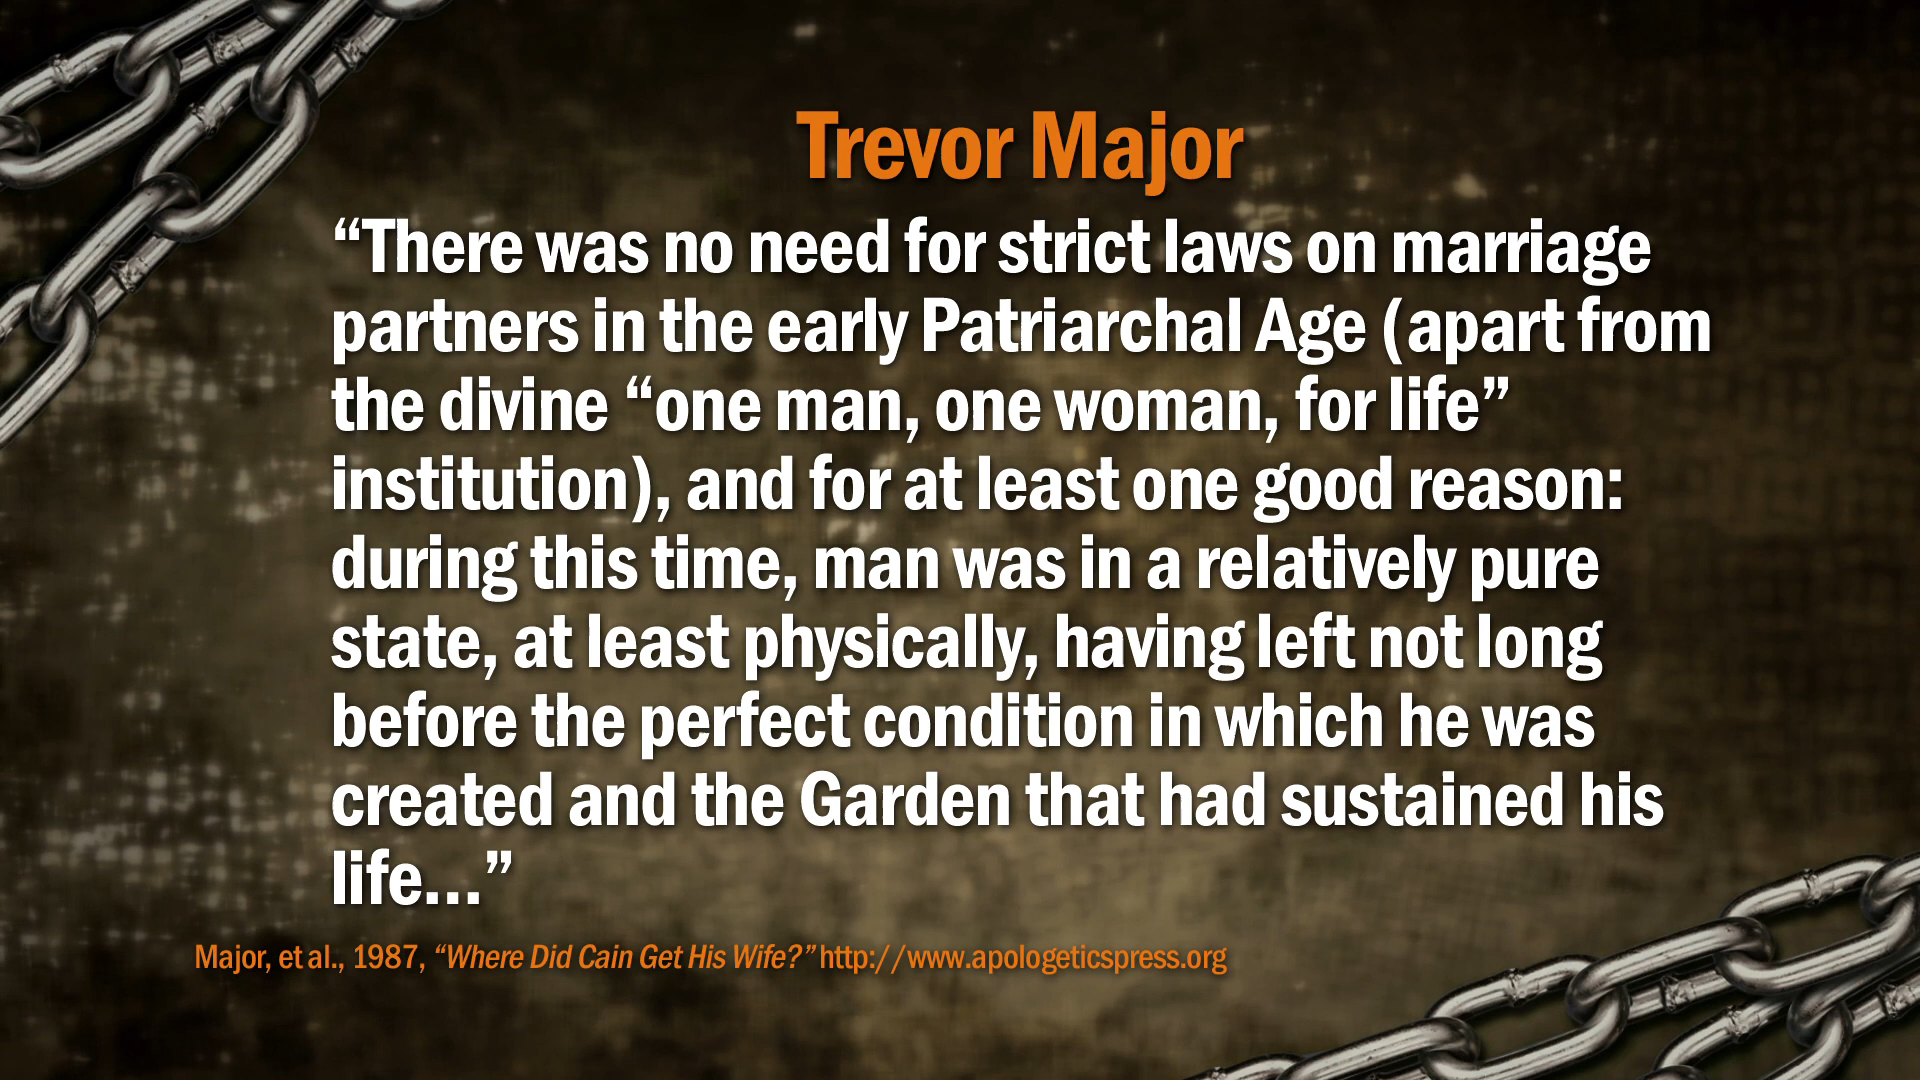 Trevor Major
“There was no need for strict laws on marriage
partners in the early Patriarchal Age (apart from
the divine “one man, one woman, for life”
institution), and for at least one good reason:
during this time, man was in a relatively pure
state, at least physically, having left not long
before the perfect condition in which he was
created and the Garden that had sustained his
life…”
Major, et al., 1987, “Where Did Cain Get His Wife?” http://www.apologeticspress.org